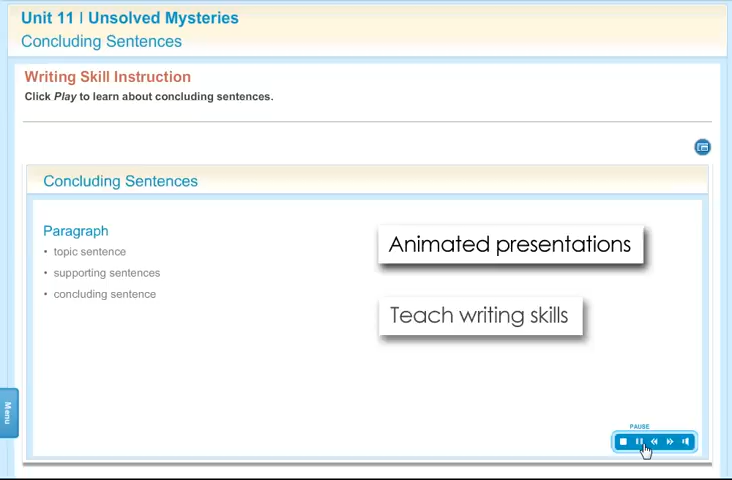 Unit 11 | Unsolved Mysteries
Concluding Sentences
Writing Skill Instruction
Click Play to learn about concluding sentences.
Concluding Sentences
Paragraph
• topic sentence
• supporting sentences
• concluding sentence
Animated presentations
Teach writing skills
Menu
PAUSE